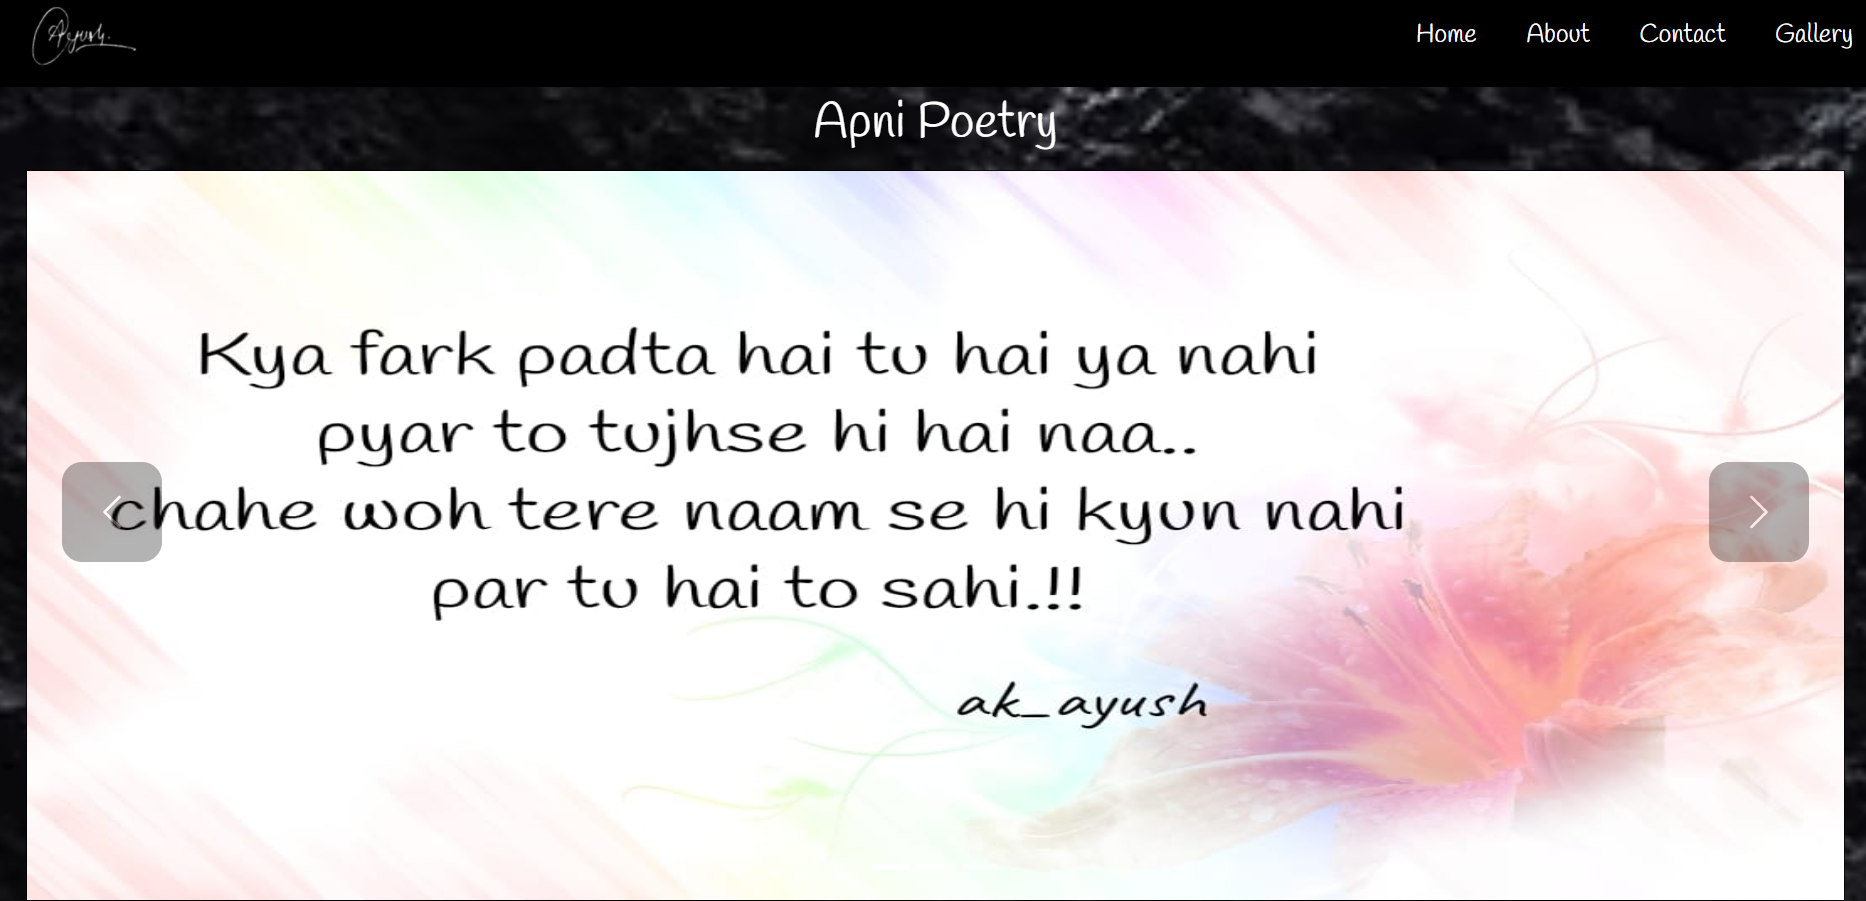 Ayush.
Home About Contact Gallery
Apni Poetry
Kya fark padta hai tu hai ya nahi
pyar to tujhse hi hai naa..
chahe woh tere naam se hi kyun nahi
par tu hai to sahi.!!
ak_ayush